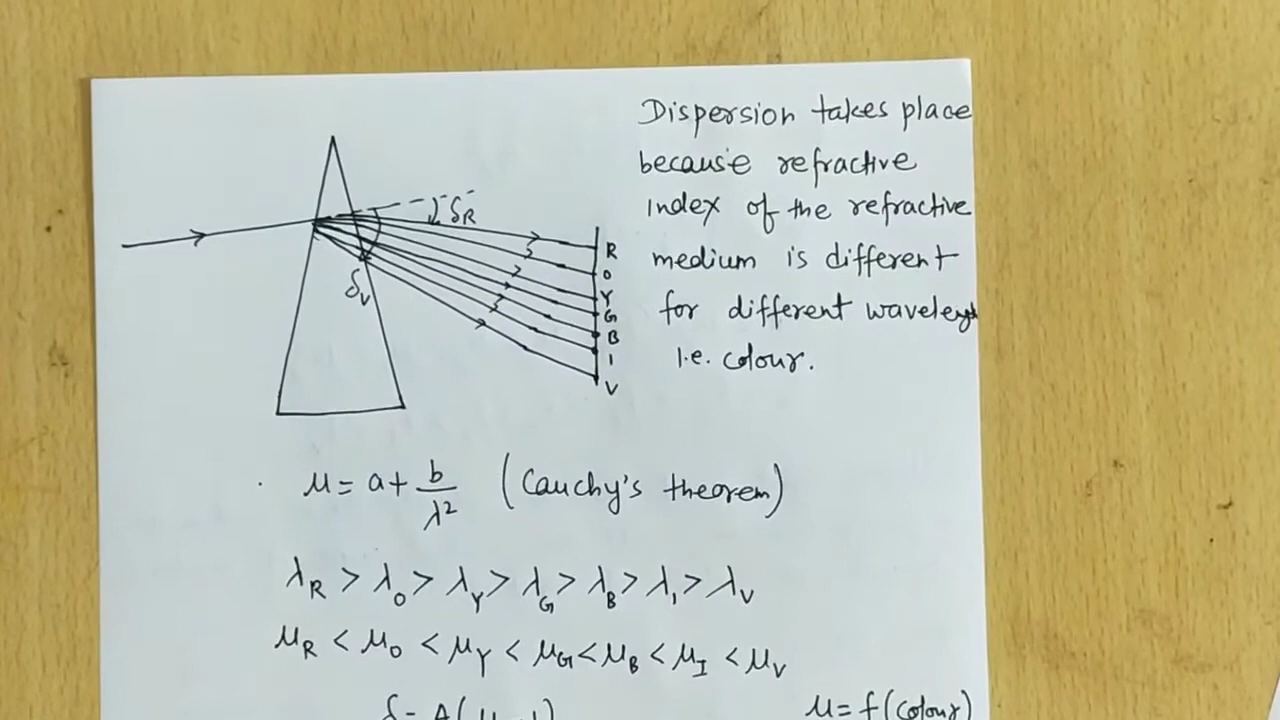 Dispersion takes place
because refractive
index of the refractive
medium is different
for different wavelength
i.e. colour.
δR
δV
R
O
Y
G
B
I
V
μ = a + b/λ² (Cauchy's theorem)
λR > λO > λY > λG > λB > λI > λV
μR < μO < μY < μG < μB < μI < μV
δ = A(μ-1)
μ = f(colour)